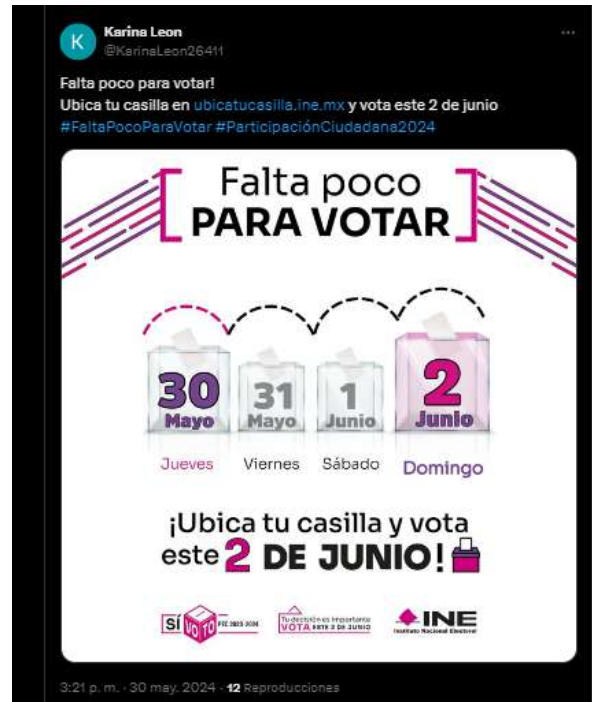 K
Karina Leon
@KarinaLeon26411
Falta poco para votar!
Ubica tu casilla en ubicatucasilla.ine.mx y vota este 2 de junio
#FaltaPocoParaVotar #ParticipaciónCiudadana2024
Falta poco
PARA VOTAR
30 31 1 2
Mayo Mayo Junio Junio
Jueves Viernes Sábado Domingo
¡Ubica tu casilla y vota
este 2 DE JUNIO!
SÍ VOTO PEC 2023-2024
Tu decisión es importante
VOTA ESTE 2 DE JUNIO
INE
Instituto Nacional Electoral
3:21 p. m. · 30 may. 2024 · 12 Reproducciones